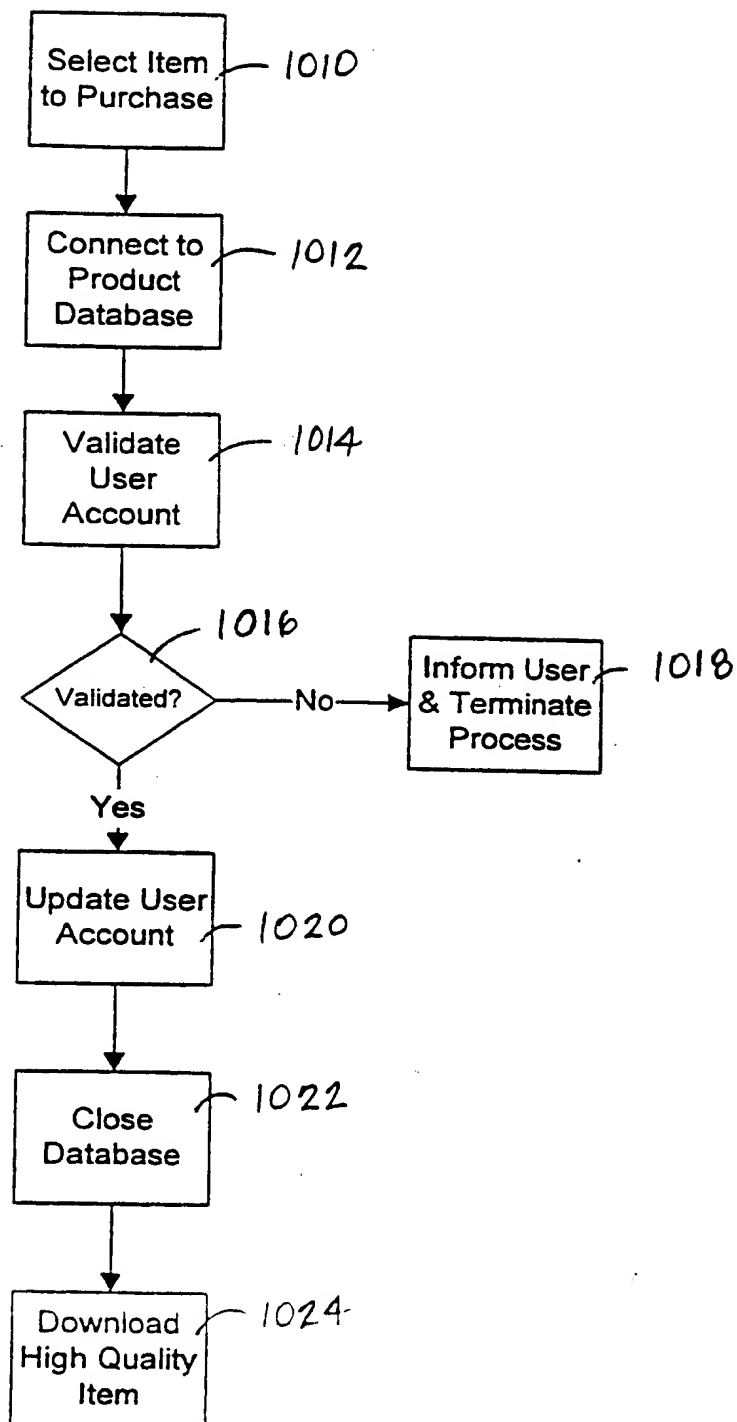 Select Item
to Purchase
1010
Connect to
Product
Database
1012
Validate
User
Account
1014
Validated?
1016
No
Inform User
& Terminate
Process
1018
Yes
Update User
Account
1020
Close
Database
1022
Download
High Quality
Item
1024